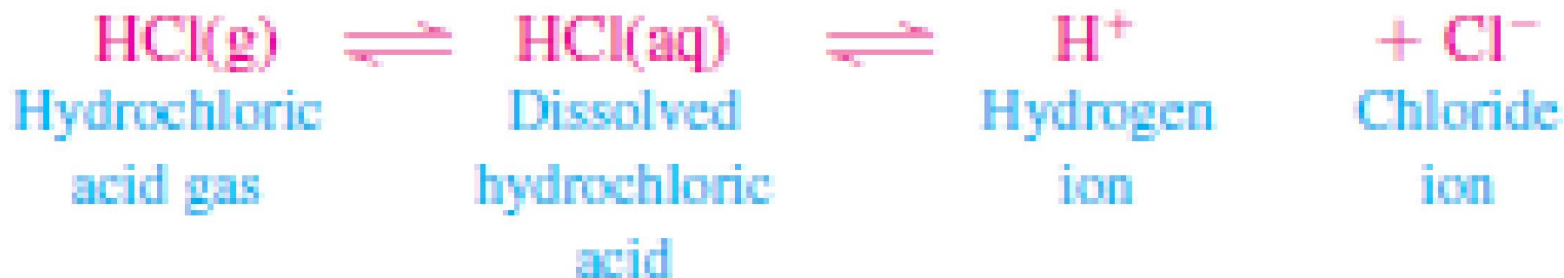 HCl(g) ⇌ HCl(aq) ⇌ H⁺ + Cl⁻
Hydrochloric Dissolved Hydrogen Chloride
acid gas hydrochloric ion ion
acid